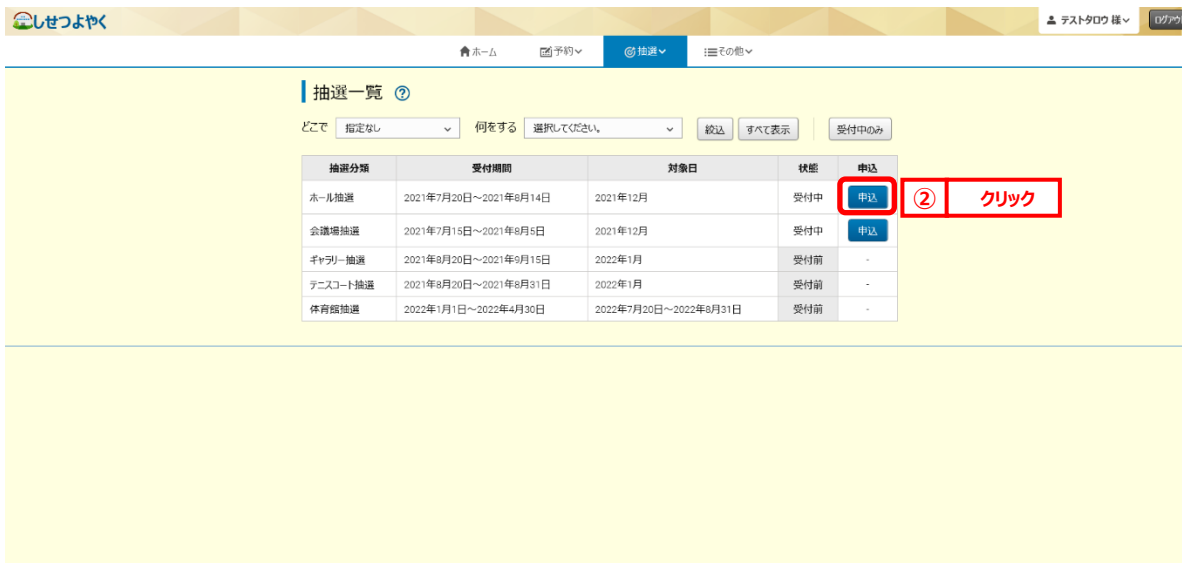 しせつよやく
テストタロウ 様
ログアウ
ホーム 予約 抽選 その他
抽選一覧 ?
どこで 指定なし 何をする 選択してください。 絞込 すべて表示 受付中のみ
抽選分類 受付期間 対象日 状態 申込
ホール抽選 2021年7月20日～2021年8月14日 2021年12月 受付中 申込
② クリック
会議場抽選 2021年7月15日～2021年8月5日 2021年12月 受付中 申込
ギャラリー抽選 2021年8月20日～2021年9月15日 2022年1月 受付前 -
テニスコート抽選 2021年8月20日～2021年8月31日 2022年1月 受付前 -
体育館抽選 2022年1月1日～2022年4月30日 2022年7月20日～2022年8月31日 受付前 -